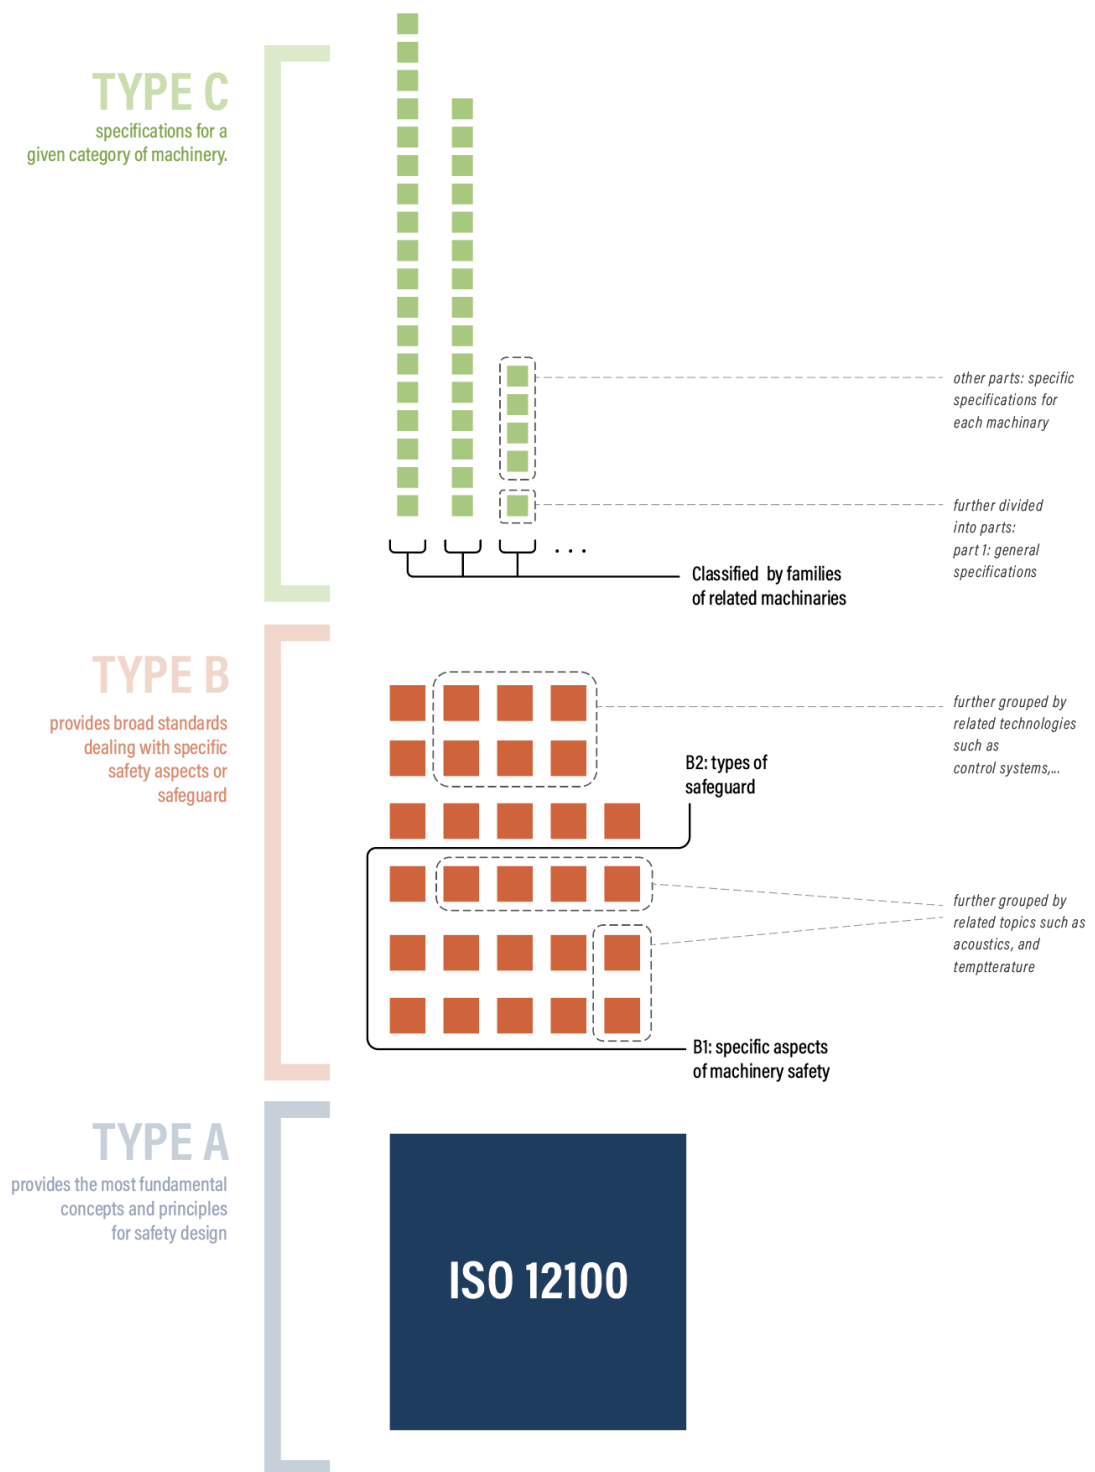 TYPE C
specifications for a
given category of machinery.
other parts: specific
specifications for
each machinary
further divided
into parts:
part 1: general
specifications
...
Classified by families
of related machinaries
TYPE B
provides broad standards
dealing with specific
safety aspects or
safeguard
further grouped by
related technologies
such as
control systems,...
B2: types of
safeguard
further grouped by
related topics such as
acoustics, and
temptterature
B1: specific aspects
of machinery safety
TYPE A
provides the most fundamental
concepts and principles
for safety design
ISO 12100